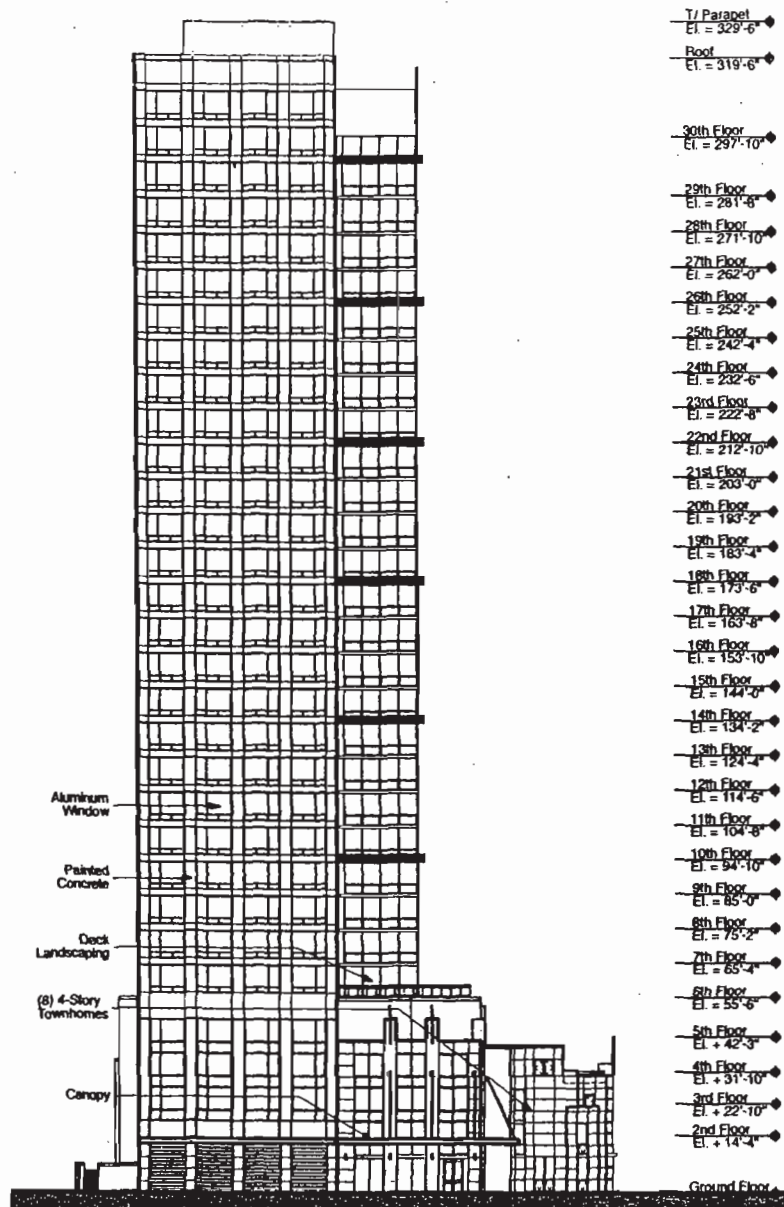 T/ Parapet
El. = 329'-6"
Roof
El. = 319'-6"
30th Floor
El. = 297'-10"
29th Floor
El. = 281'-8"
28th Floor
El. = 271'-10"
27th Floor
El. = 262'-0"
26th Floor
El. = 252'-2"
25th Floor
El. = 242'-4"
24th Floor
El. = 232'-6"
23rd Floor
El. = 222'-8"
22nd Floor
El. = 212'-10"
21st Floor
El. = 203'-0"
20th Floor
El. = 193'-2"
19th Floor
El. = 183'-4"
18th Floor
El. = 173'-6"
17th Floor
El. = 163'-8"
16th Floor
El. = 153'-10"
15th Floor
El. = 144'-0"
14th Floor
El. = 134'-2"
13th Floor
El. = 124'-4"
12th Floor
El. = 114'-6"
11th Floor
El. = 104'-8"
10th Floor
El. = 94'-10"
9th Floor
El. = 85'-0"
8th Floor
El. = 75'-2"
7th Floor
El. = 65'-4"
6th Floor
El. = 55'-6"
5th Floor
El. + 42'-3"
4th Floor
El. + 31'-10"
3rd Floor
El. + 22'-10"
2nd Floor
El. + 14'-4"
Ground Floor
Aluminum
Window
Painted
Concrete
Deck
Landscaping
(8) 4-Story
Townhomes
Canopy